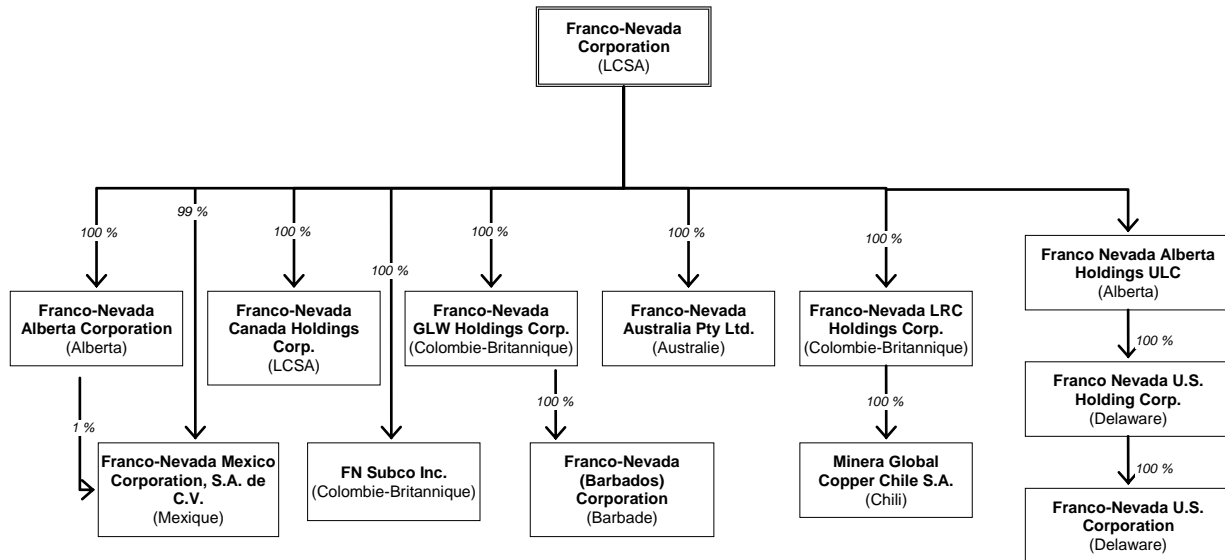 Franco-Nevada
Corporation
(LCSA)
100 %
99 %
100 %
100 %
100 %
100 %
100 %
Franco Nevada Alberta
Holdings ULC
(Alberta)
Franco-Nevada
Alberta Corporation
(Alberta)
Franco-Nevada
Canada Holdings
Corp.
(LCSA)
Franco-Nevada
GLW Holdings Corp.
(Colombie-Britannique)
Franco-Nevada
Australia Pty Ltd.
(Australie)
Franco-Nevada LRC
Holdings Corp.
(Colombie-Britannique)
100 %
Franco Nevada U.S.
Holding Corp.
(Delaware)
1 %
100 %
100 %
Franco-Nevada Mexico
Corporation, S.A. de
C.V.
(Mexique)
FN Subco Inc.
(Colombie-Britannique)
Franco-Nevada
(Barbados)
Corporation
(Barbade)
Minera Global
Copper Chile S.A.
(Chili)
100 %
Franco-Nevada U.S.
Corporation
(Delaware)